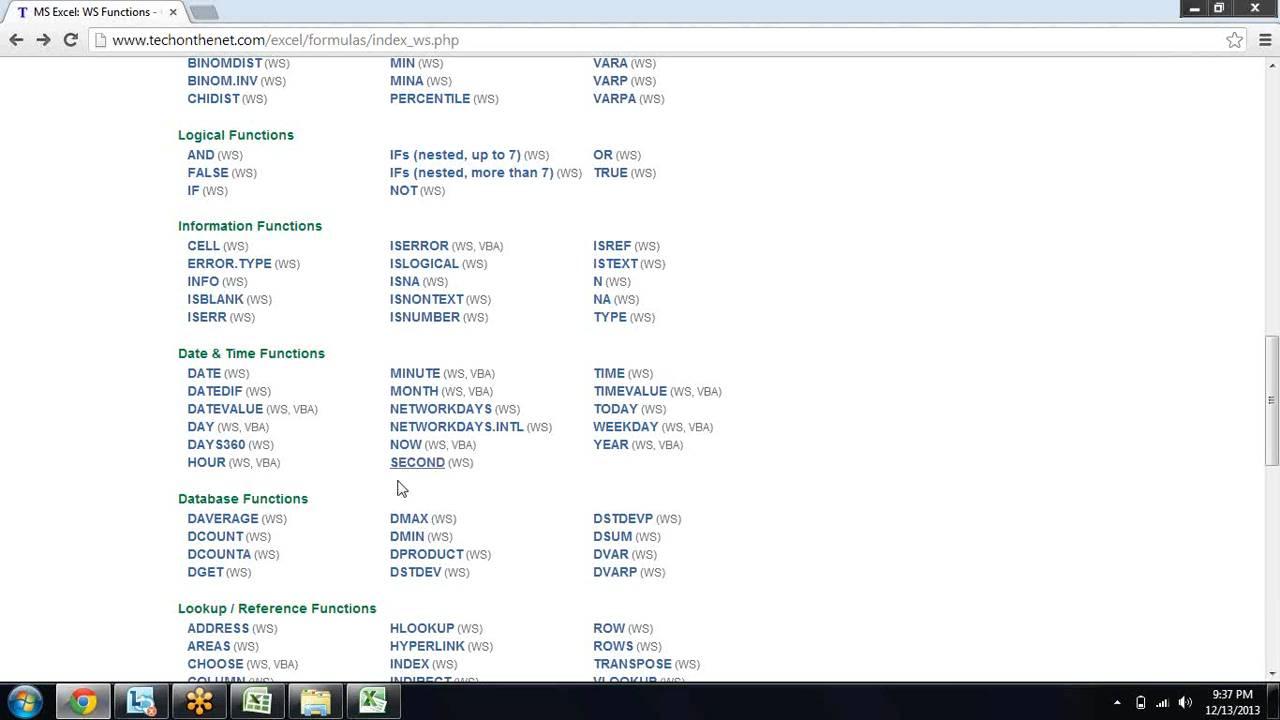 MS Excel: WS Functions -
www.techonthenet.com/excel/formulas/index_ws.php
BINOMDIST (WS) MIN (WS) VARA (WS)
BINOM.INV (WS) MINA (WS) VARP (WS)
CHIDIST (WS) PERCENTILE (WS) VARPA (WS)
Logical Functions
AND (WS) IFs (nested, up to 7) (WS) OR (WS)
FALSE (WS) IFs (nested, more than 7) (WS) TRUE (WS)
IF (WS) NOT (WS)
Information Functions
CELL (WS) ISERROR (WS, VBA) ISREF (WS)
ERROR.TYPE (WS) ISLOGICAL (WS) ISTEXT (WS)
INFO (WS) ISNA (WS) N (WS)
ISBLANK (WS) ISNONTEXT (WS) NA (WS)
ISERR (WS) ISNUMBER (WS) TYPE (WS)
Date & Time Functions
DATE (WS) MINUTE (WS, VBA) TIME (WS)
DATEDIF (WS) MONTH (WS, VBA) TIMEVALUE (WS, VBA)
DATEVALUE (WS, VBA) NETWORKDAYS (WS) TODAY (WS)
DAY (WS, VBA) NETWORKDAYS.INTL (WS) WEEKDAY (WS, VBA)
DAYS360 (WS) NOW (WS, VBA) YEAR (WS, VBA)
HOUR (WS, VBA) SECOND (WS)
Database Functions
DAVERAGE (WS) DMAX (WS) DSTDEVP (WS)
DCOUNT (WS) DMIN (WS) DSUM (WS)
DCOUNTA (WS) DPRODUCT (WS) DVAR (WS)
DGET (WS) DSTDEV (WS) DVARP (WS)
Lookup / Reference Functions
ADDRESS (WS) HLOOKUP (WS) ROW (WS)
AREAS (WS) HYPERLINK (WS) ROWS (WS)
CHOOSE (WS, VBA) INDEX (WS) TRANSPOSE (WS)
COLUMN (WS) INDIRECT (WS) VLOOKUP (WS)
9:37 PM
12/13/2013